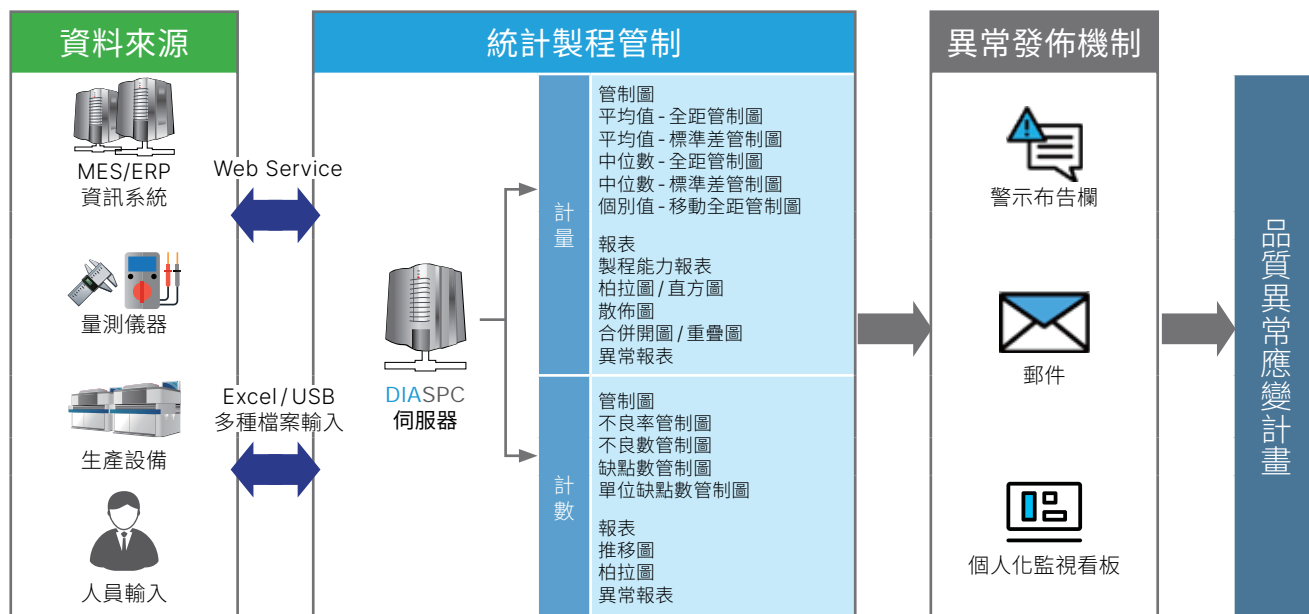 資料來源
MES/ERP
資訊系統
量測儀器
生產設備
人員輸入
Web Service
Excel/USB
多種檔案輸入
統計製程管制
DIASPC
伺服器
計量
管制圖
平均值-全距管制圖
平均值-標準差管制圖
中位數-全距管制圖
中位數-標準差管制圖
個別值-移動全距管制圖
報表
製程能力報表
柏拉圖/直方圖
散佈圖
合併開圖/重疊圖
異常報表
計數
管制圖
不良率管制圖
不良數管制圖
缺點數管制圖
單位缺點數管制圖
報表
推移圖
柏拉圖
異常報表
異常發佈機制
警示布告欄
郵件
個人化監視看板
品質異常應變計畫